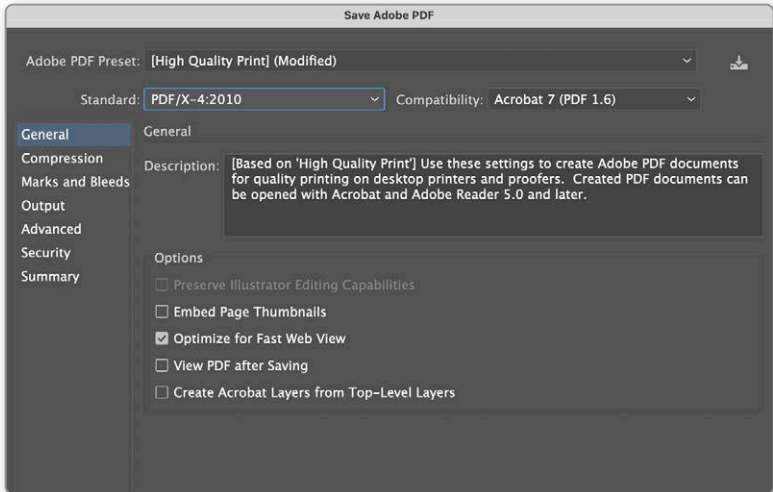 Save Adobe PDF
Adobe PDF Preset: [High Quality Print] (Modified)
Standard: PDF/X-4:2010 Compatibility: Acrobat 7 (PDF 1.6)
General
Compression
Marks and Bleeds
Output
Advanced
Security
Summary
General
Description: [Based on 'High Quality Print'] Use these settings to create Adobe PDF documents
for quality printing on desktop printers and proofers. Created PDF documents can
be opened with Acrobat and Adobe Reader 5.0 and later.
Options
Preserve Illustrator Editing Capabilities
Embed Page Thumbnails
Optimize for Fast Web View
View PDF after Saving
Create Acrobat Layers from Top-Level Layers